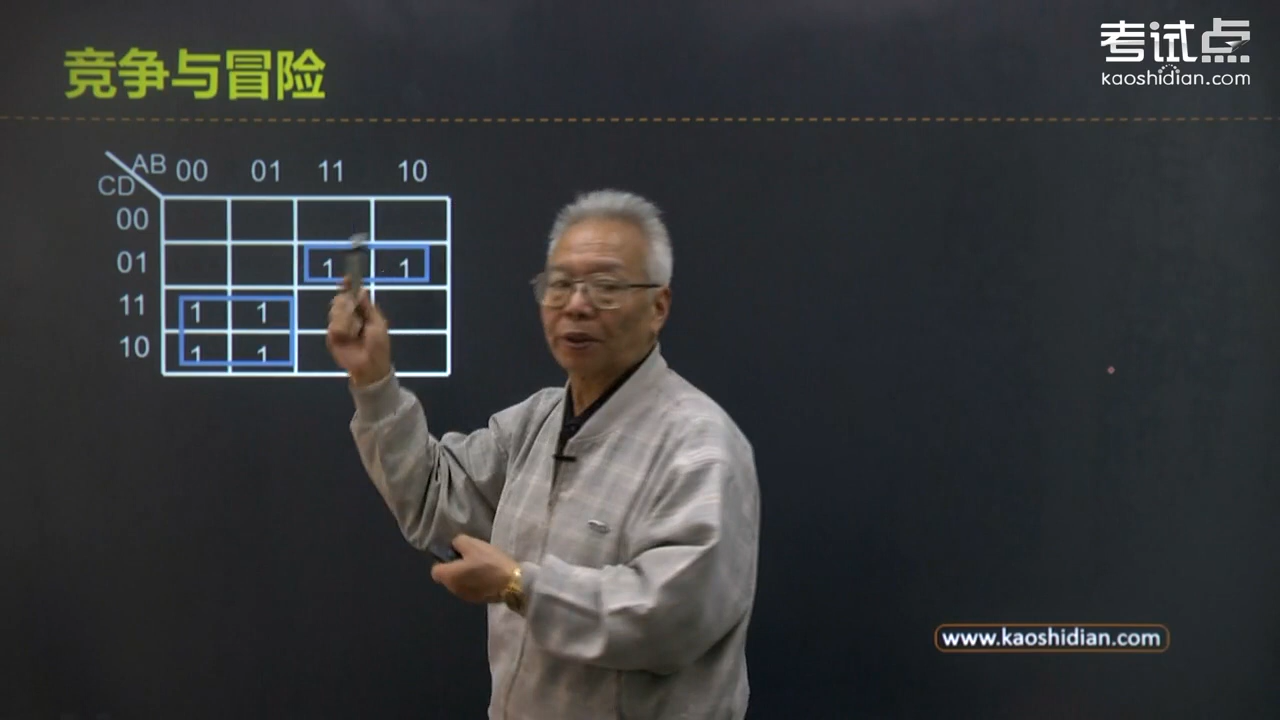 竞争与冒险
考试点
kaoshidian.com
AB 00 01 11 10
CD
00
01 1 1
11 1 1
10 1 1
www.kaoshidian.com